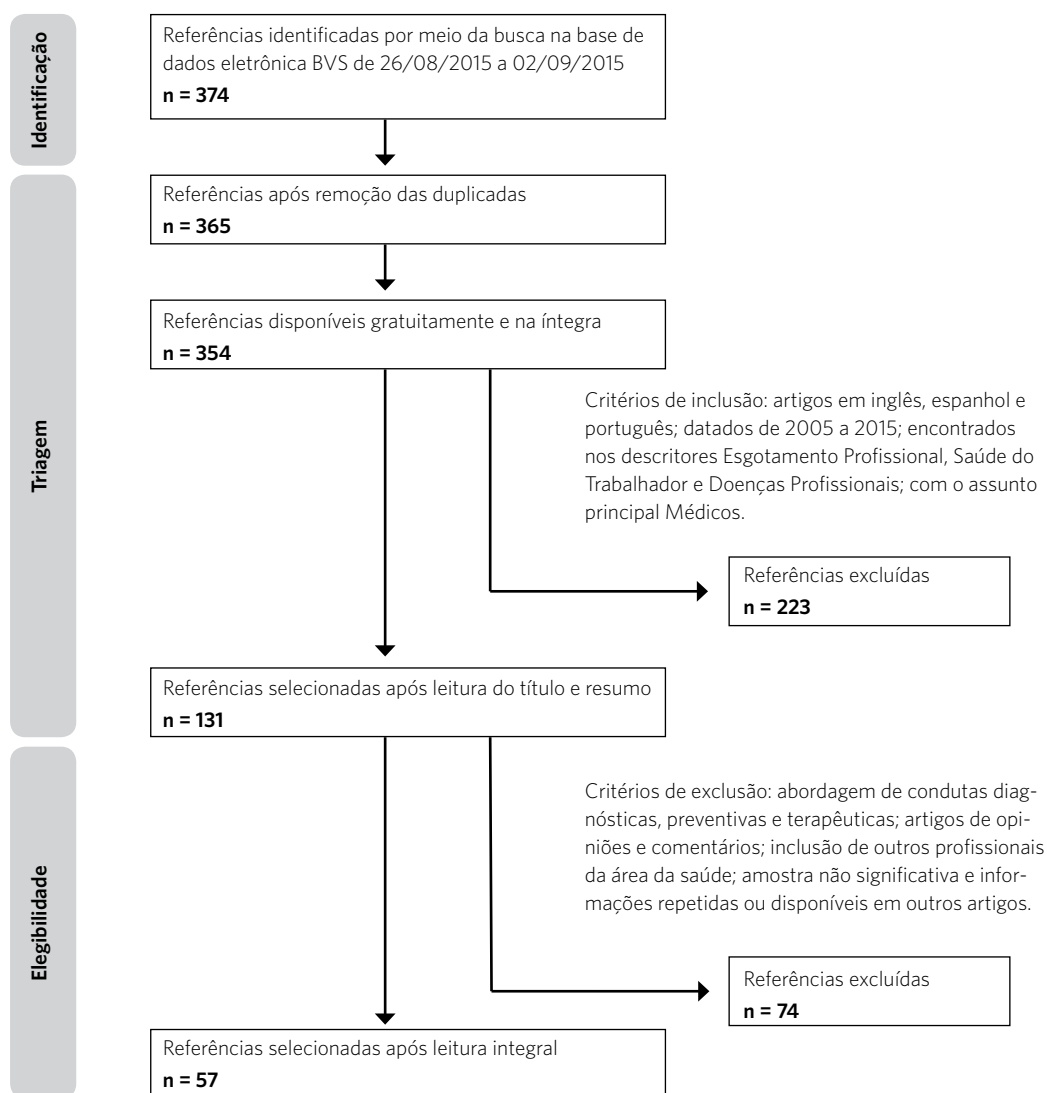 Identificação
Referências identificadas por meio da busca na base de
dados eletrônica BVS de 26/08/2015 a 02/09/2015
n = 374
Triagem
Referências após remoção das duplicadas
n = 365
Referências disponíveis gratuitamente e na íntegra
n = 354
Critérios de inclusão: artigos em inglês, espanhol e
português; datados de 2005 a 2015; encontrados
nos descritores Esgotamento Profissional, Saúde do
Trabalhador e Doenças Profissionais; com o assunto
principal Médicos.
Referências excluídas
n = 223
Referências selecionadas após leitura do título e resumo
n = 131
Elegibilidade
Critérios de exclusão: abordagem de condutas diag-
nósticas, preventivas e terapêuticas; artigos de opi-
niões e comentários; inclusão de outros profissionais
da área da saúde; amostra não significativa e infor-
mações repetidas ou disponíveis em outros artigos.
Referências excluídas
n = 74
Referências selecionadas após leitura integral
n = 57